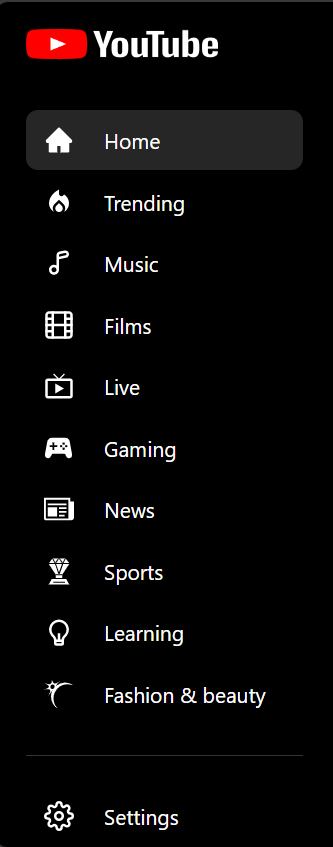 YouTube
Home
Trending
Music
Films
Live
Gaming
News
Sports
Learning
Fashion & beauty
Settings